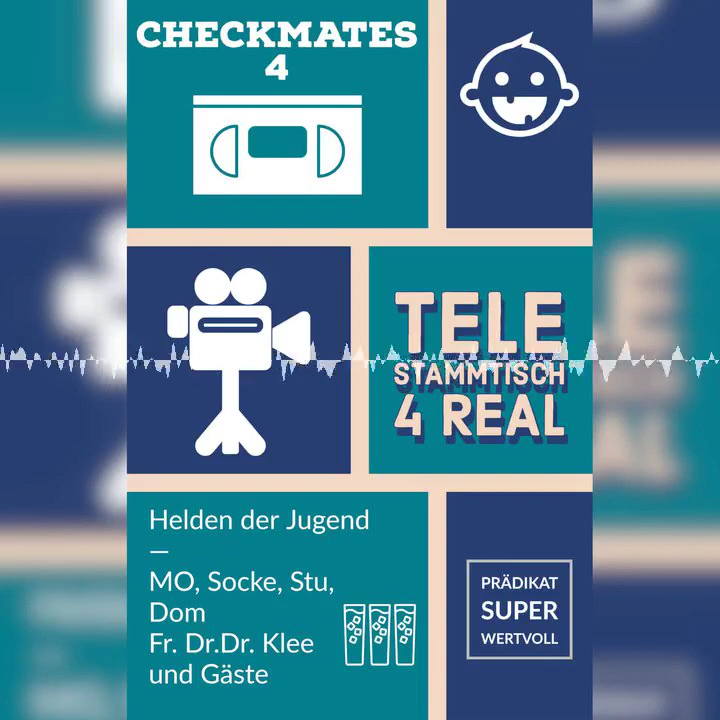 CHECKMATES
4
TELE
STAMMTISCH
4 REAL
Helden der Jugend
—
MO, Socke, Stu,
Dom
Fr. Dr.Dr. Klee
und Gäste
PRÄDIKAT
SUPER
WERTVOLL